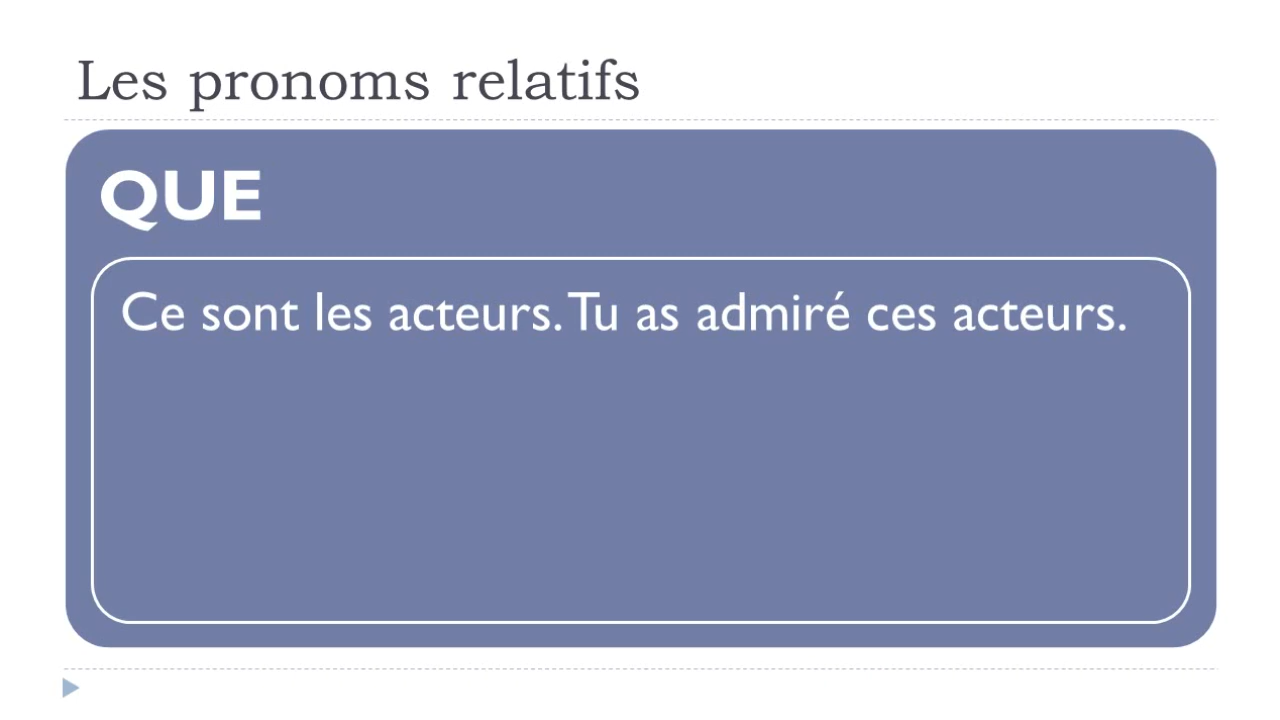 Les pronoms relatifs
QUE
Ce sont les acteurs. Tu as admiré ces acteurs.